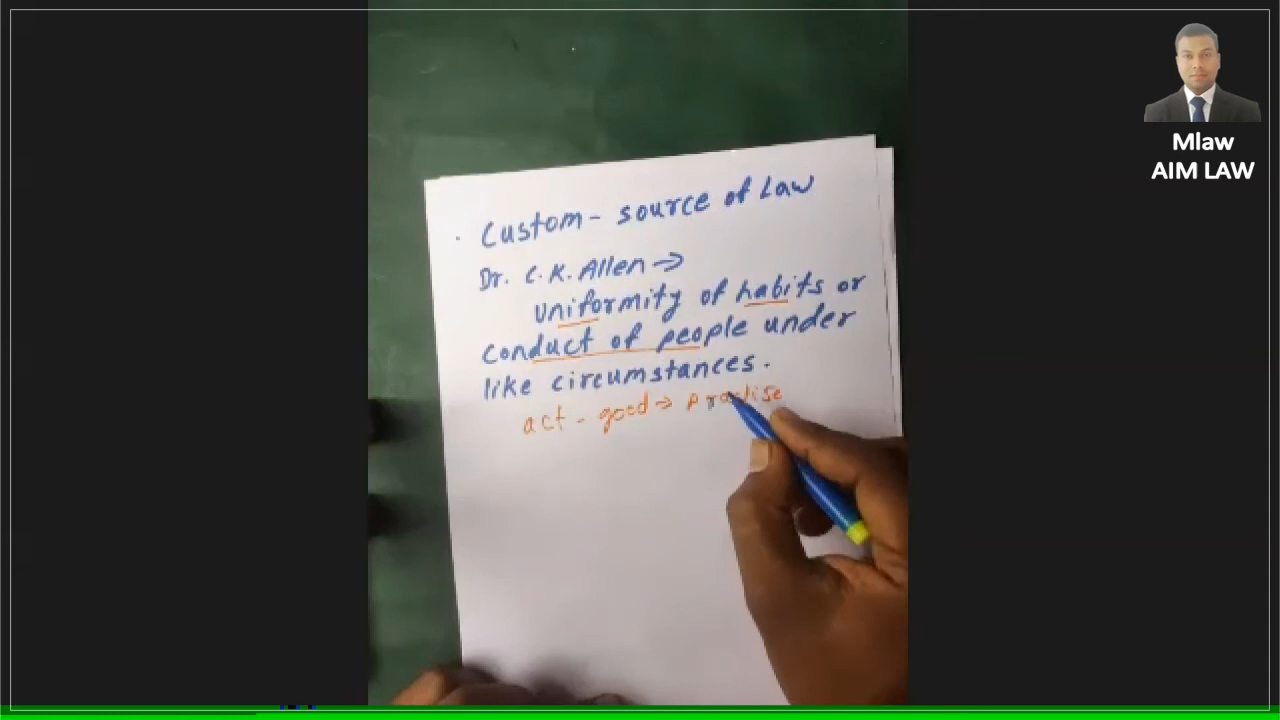 Custom - source of Law
Dr. C.K. Allen →
uniformity of habits or
conduct of people under
like circumstances.
act - good → practise
Mlaw
AIM LAW